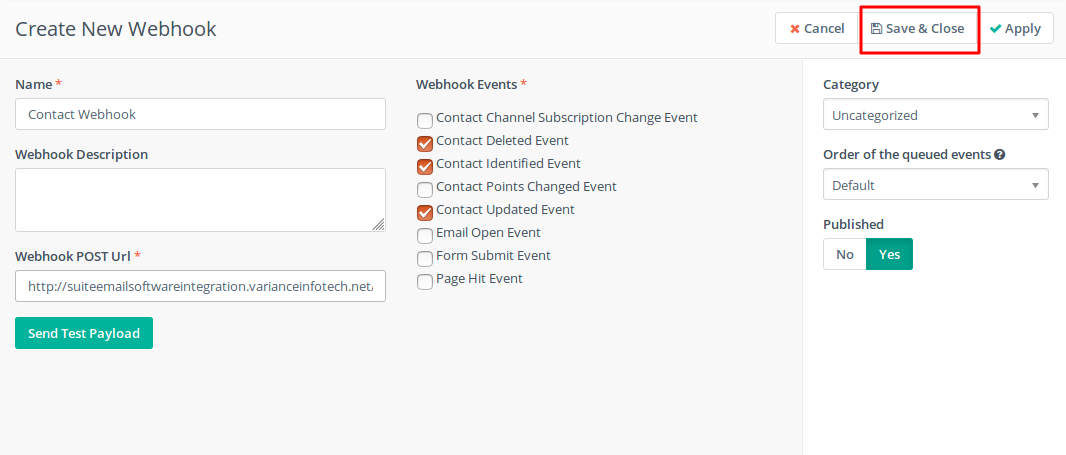 Create New Webhook
Cancel
Save & Close
Apply
Name *
Contact Webhook
Webhook Description
Webhook POST Url *
http://suiteemailsoftwareintegration.varianceinfotech.net/
Send Test Payload
Webhook Events *
Contact Channel Subscription Change Event
Contact Deleted Event
Contact Identified Event
Contact Points Changed Event
Contact Updated Event
Email Open Event
Form Submit Event
Page Hit Event
Category
Uncategorized
Order of the queued events
Default
Published
No
Yes